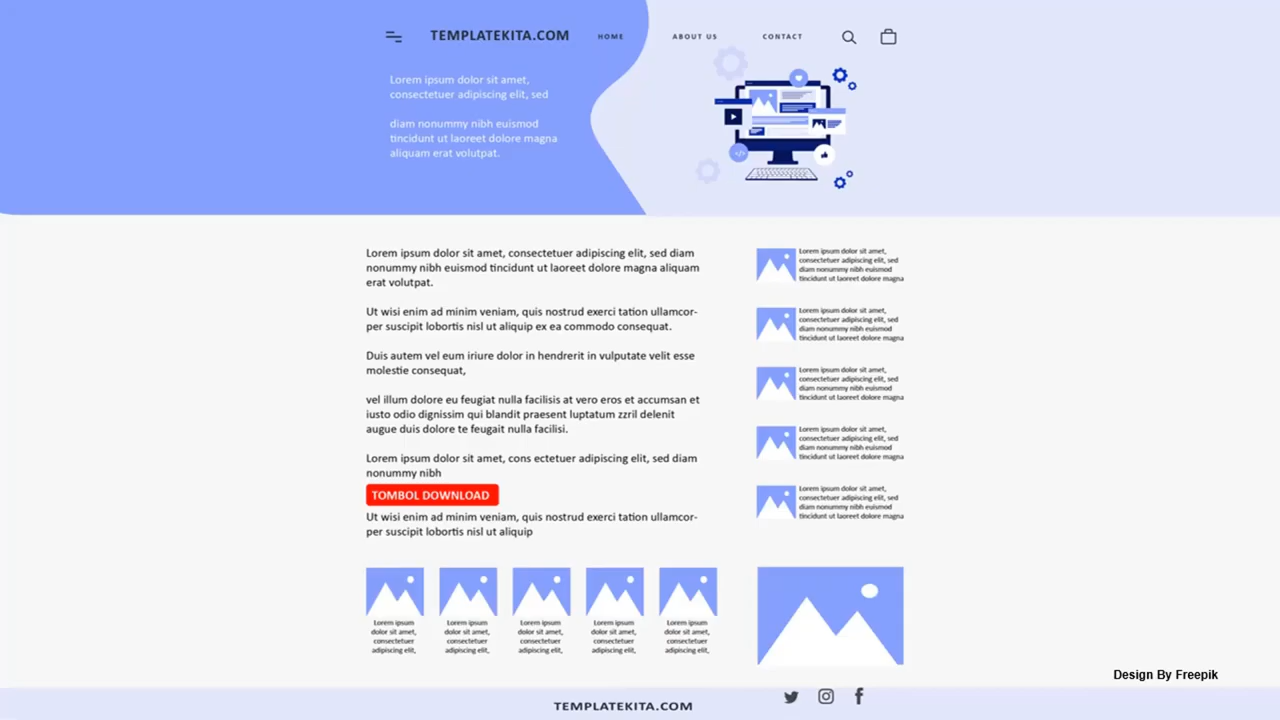 TEMPLATEKITA.COM
HOME
ABOUT US
CONTACT
Lorem ipsum dolor sit amet,
consectetuer adipiscing elit, sed
diam nonummy nibh euismod
tincidunt ut laoreet dolore magna
aliquam erat volutpat.
Lorem ipsum dolor sit amet, consectetuer adipiscing elit, sed diam
nonummy nibh euismod tincidunt ut laoreet dolore magna aliquam
erat volutpat.
Ut wisi enim ad minim veniam, quis nostrud exerci tation ullamcor-
per suscipit lobortis nisl ut aliquip ex ea commodo consequat.
Duis autem vel eum iriure dolor in hendrerit in vulputate velit esse
molestie consequat,
vel illum dolore eu feugiat nulla facilisis at vero eros et accumsan et
iusto odio dignissim qui blandit praesent luptatum zzril delenit
augue duis dolore te feugait nulla facilisi.
Lorem ipsum dolor sit amet, cons ectetuer adipiscing elit, sed diam
nonummy nibh
TOMBOL DOWNLOAD
Ut wisi enim ad minim veniam, quis nostrud exerci tation ullamcor-
per suscipit lobortis nisl ut aliquip
Lorem ipsum dolor sit amet,
consectetuer adipiscing elit, sed
diam nonummy nibh euismod
tincidunt ut laoreet dolore magna
Lorem ipsum dolor sit amet,
consectetuer adipiscing elit, sed
diam nonummy nibh euismod
tincidunt ut laoreet dolore magna
Lorem ipsum dolor sit amet,
consectetuer adipiscing elit, sed
diam nonummy nibh euismod
tincidunt ut laoreet dolore magna
Lorem ipsum dolor sit amet,
consectetuer adipiscing elit, sed
diam nonummy nibh euismod
tincidunt ut laoreet dolore magna
Lorem ipsum dolor sit amet,
consectetuer adipiscing elit, sed
diam nonummy nibh euismod
tincidunt ut laoreet dolore magna
Lorem ipsum
dolor sit amet,
consectetuer
adipiscing elit,
Lorem ipsum
dolor sit amet,
consectetuer
adipiscing elit,
Lorem ipsum
dolor sit amet,
consectetuer
adipiscing elit,
Lorem ipsum
dolor sit amet,
consectetuer
adipiscing elit,
Lorem ipsum
dolor sit amet,
consectetuer
adipiscing elit,
Design By Freepik
TEMPLATEKITA.COM